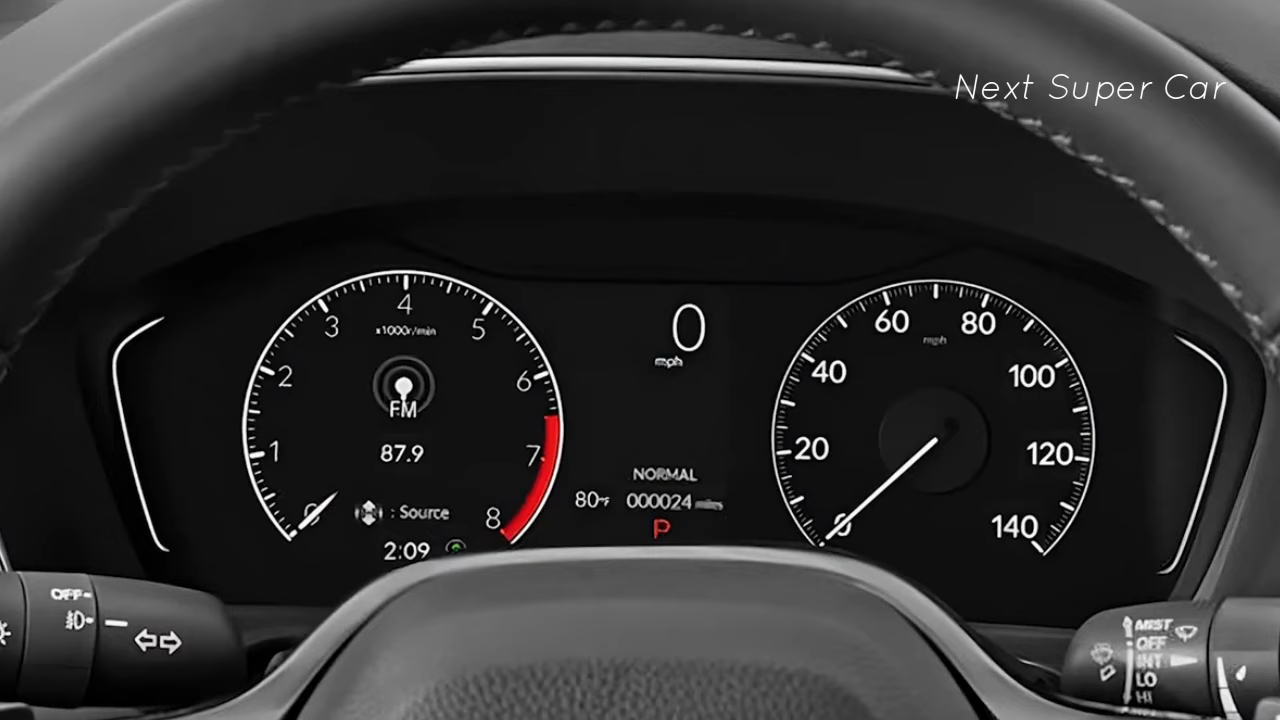 Next Super Car
0
mph
4
3
5
x1000r/min
2
6
FM
1
87.9
7
: Source
0
8
2:09
NORMAL
80°F
000024 miles
P
60
80
mph
40
100
20
120
0
140
OFF
MIST
OFF
INT
LO
HI